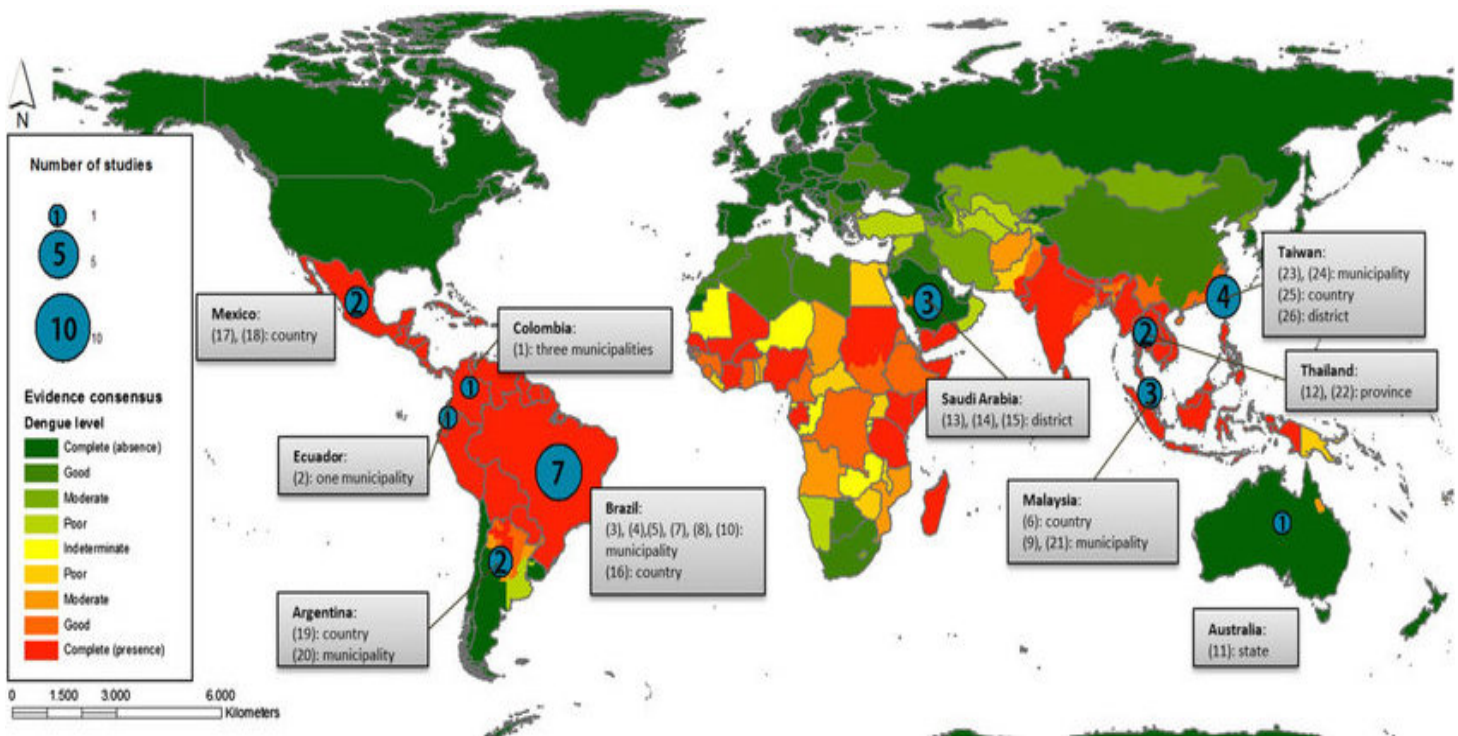 N
Number of studies
1 1
5 5
10 10
Evidence consensus
Dengue level
Complete (absence)
Good
Moderate
Poor
Indeterminate
Poor
Moderate
Good
Complete (presence)
0 1.500 3.000 6.000
Kilometers
Mexico:
(17), (18): country
2
Colombia:
(1): three municipalities
1
Ecuador:
(2): one municipality
1
Brazil:
(3), (4),(5), (7), (8), (10):
municipality
(16): country
7
Argentina:
(19): country
(20): municipality
2
Saudi Arabia:
(13), (14), (15): district
3
Taiwan:
(23), (24): municipality
(25): country
(26): district
4
Thailand:
(12), (22): province
2
Malaysia:
(6): country
(9), (21): municipality
3
Australia:
(11): state
1